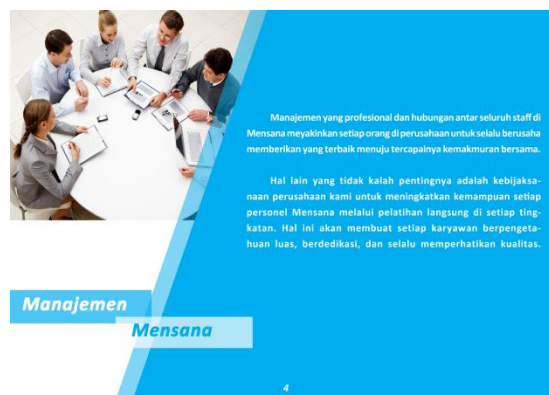 Manajemen yang profesional dan hubungan antar seluruh staff di
Mensana meyakinkan setiap orang di perusahaan untuk selalu berusaha
memberikan yang terbaik menuju tercapainya kemakmuran bersama.
Hal lain yang tidak kalah pentingnya adalah kebijaksa-
naan perusahaan kami untuk meningkatkan kemampuan setiap
personel Mensana melalui pelatihan langsung di setiap ting-
katan. Hal ini akan membuat setiap karyawan berpengeta-
huan luas, berdedikasi, dan selalu memperhatikan kualitas.
Manajemen
Mensana
4